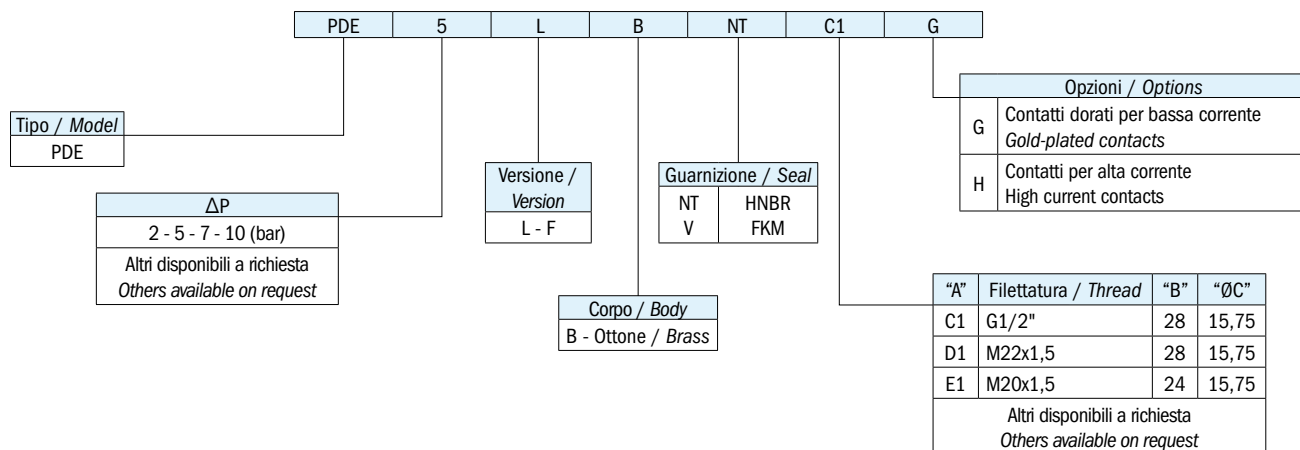 PDE 5 L B NT C1 G
Tipo / Model
PDE
ΔP
2 - 5 - 7 - 10 (bar)
Altri disponibili a richiesta
Others available on request
Versione /
Version
L - F
Corpo / Body
B - Ottone / Brass
Guarnizione / Seal
NT HNBR
V FKM
Opzioni / Options
G Contatti dorati per bassa corrente
Gold-plated contacts
H Contatti per alta corrente
High current contacts
“A” Filettatura / Thread “B” “ØC”
C1 G1/2" 28 15,75
D1 M22x1,5 28 15,75
E1 M20x1,5 24 15,75
Altri disponibili a richiesta
Others available on request